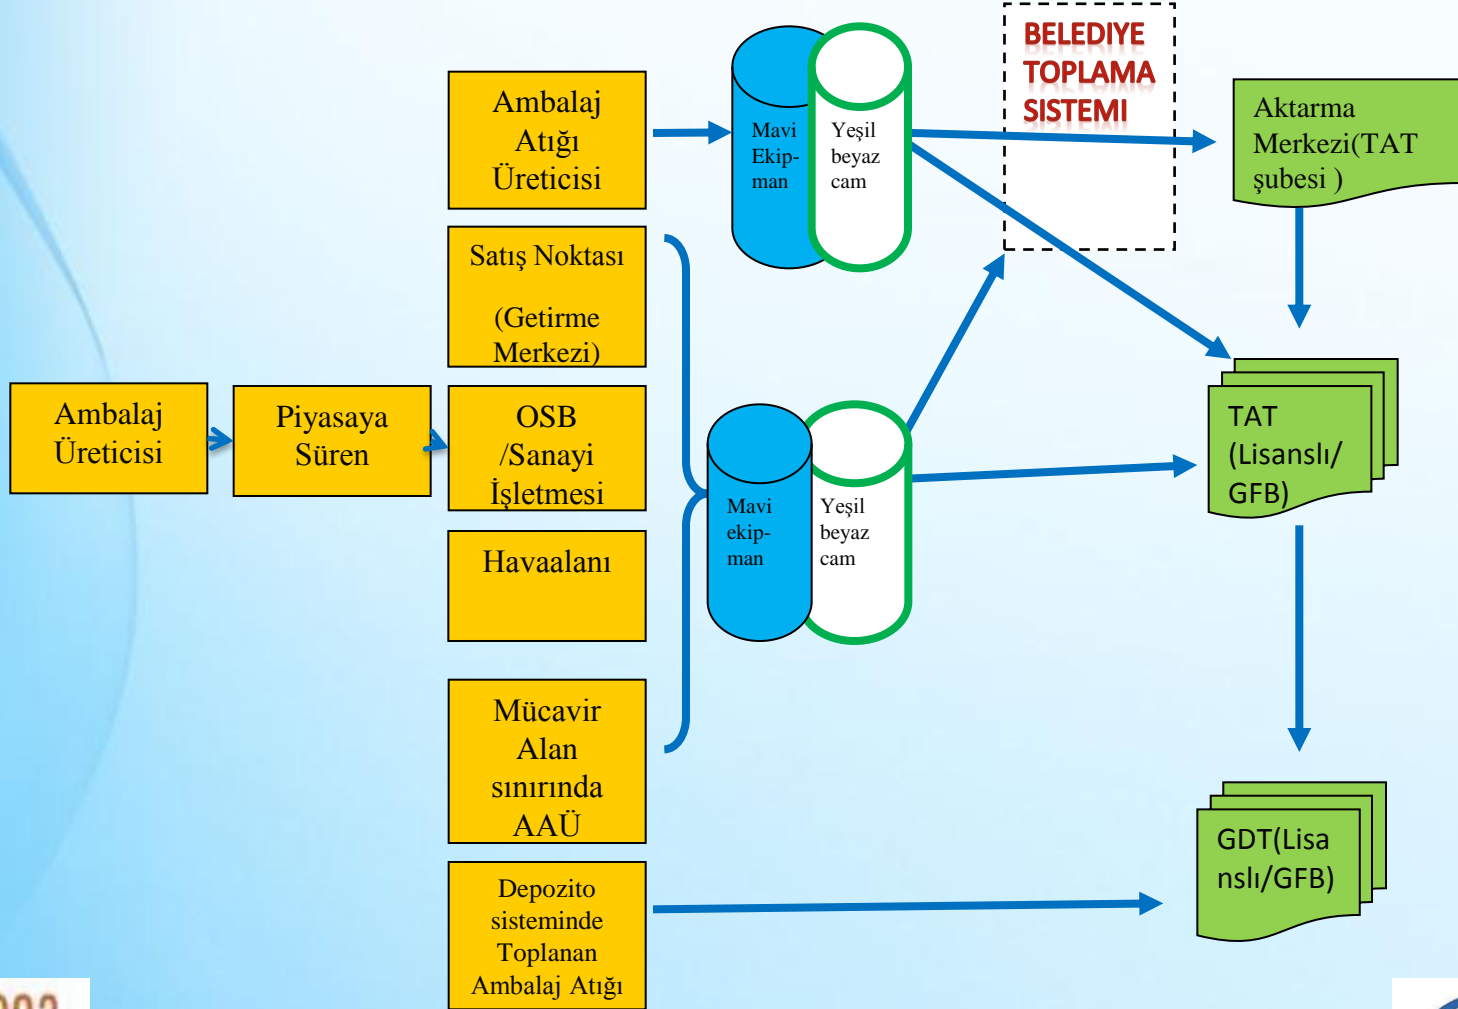 BELEDIYE
TOPLAMA
SISTEMI
Ambalaj
Atığı
Üreticisi
Mavi
Ekip-
man
Yeşil
beyaz
cam
Aktarma
Merkezi(TAT
şubesi )
Satış Noktası
(Getirme
Merkezi)
Ambalaj
Üreticisi
Piyasaya
Süren
OSB
/Sanayi
İşletmesi
TAT
(Lisanslı/
GFB)
Mavi
ekip-
man
Yeşil
beyaz
cam
Havaalanı
Mücavir
Alan
sınırında
AAÜ
GDT(Lisa
nslı/GFB)
Depozito
sisteminde
Toplanan
Ambalaj Atığı